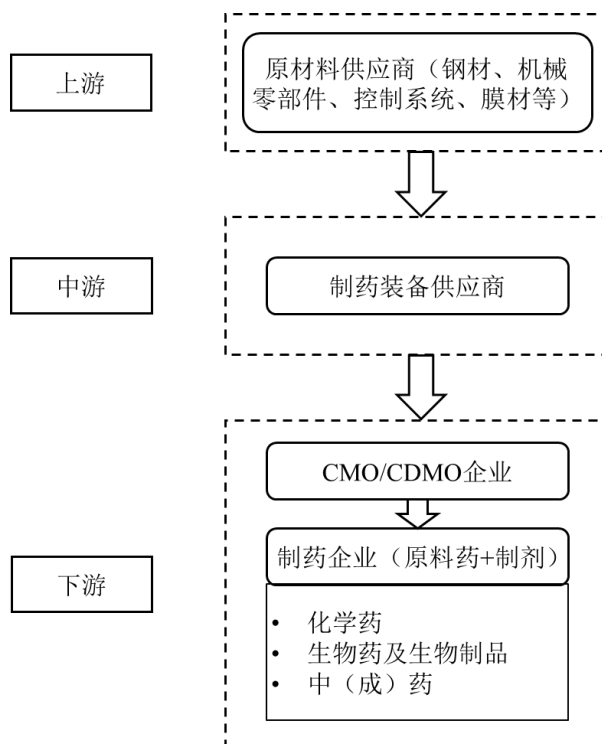 上游
原材料供应商（钢材、机械
零部件、控制系统、膜材等）
中游
制药装备供应商
下游
CMO/CDMO企业
制药企业（原料药+制剂）
• 化学药
• 生物药及生物制品
• 中（成）药